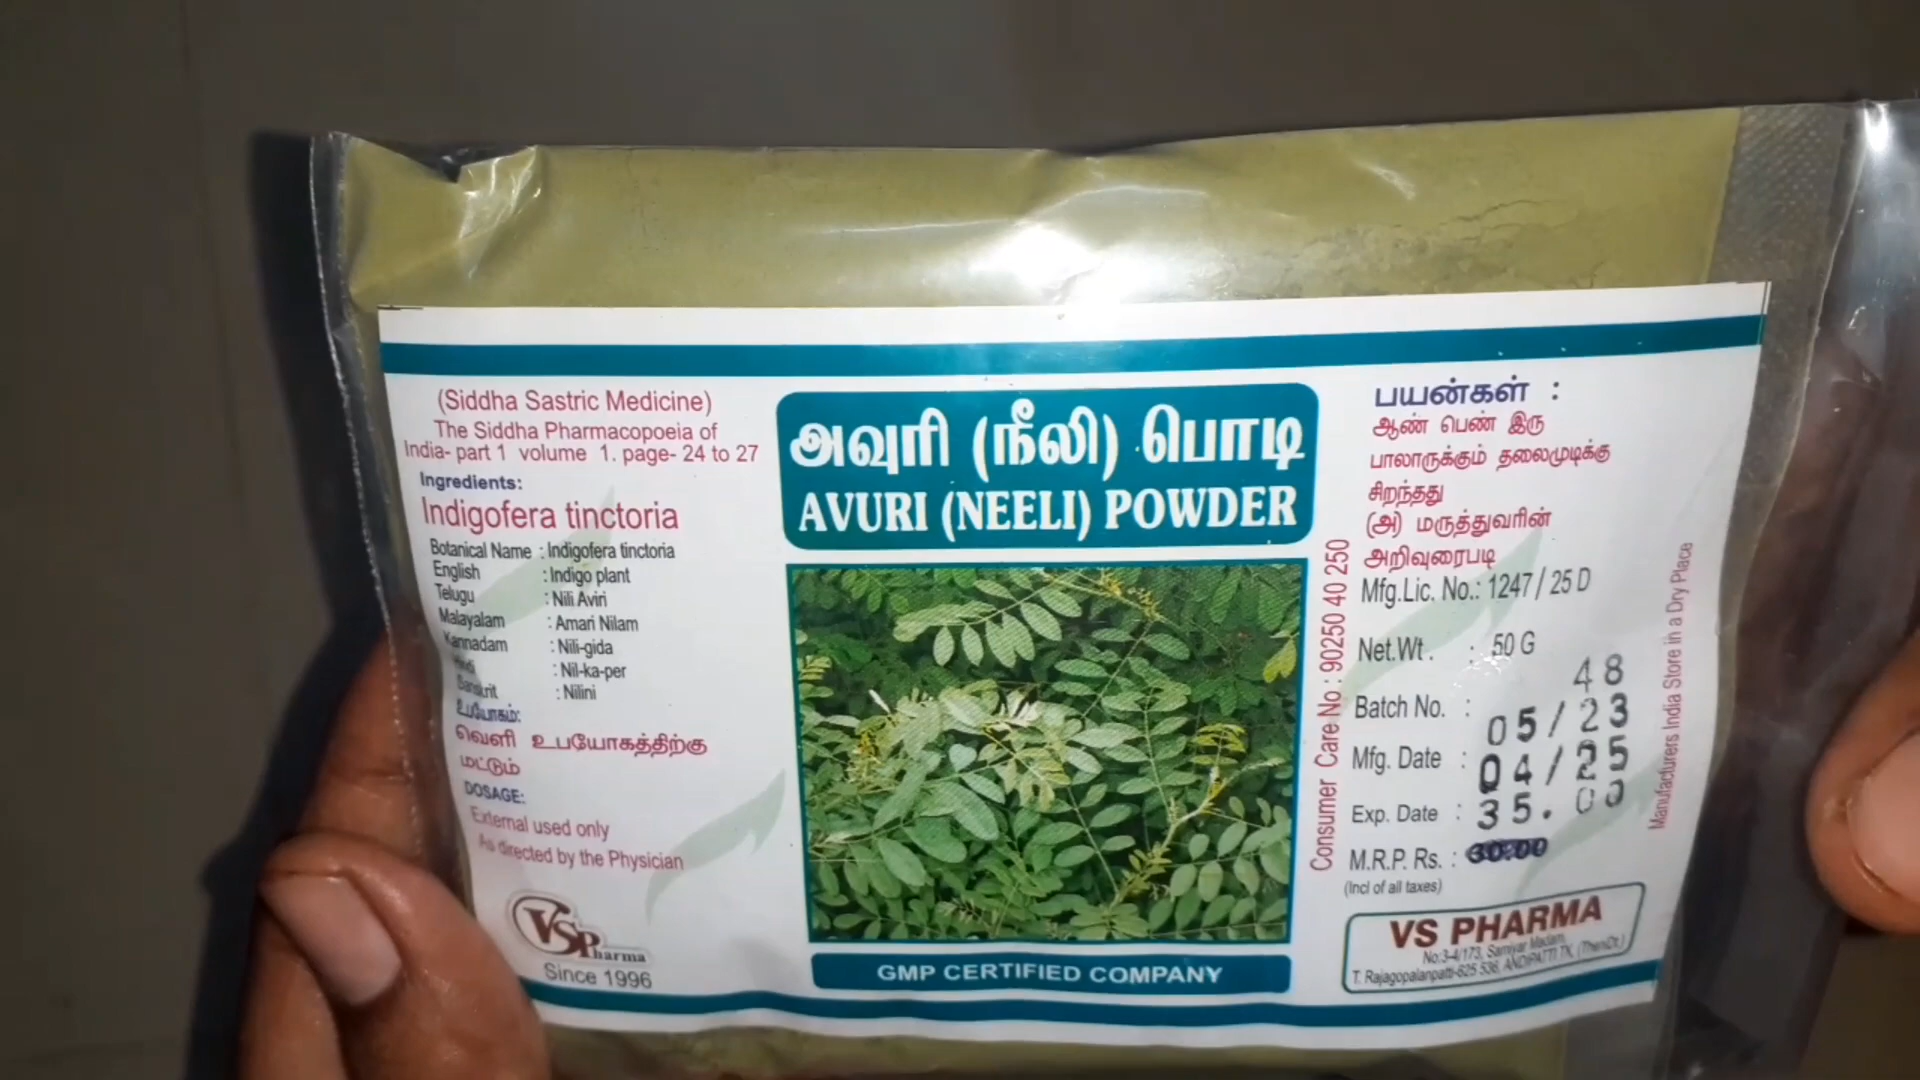 (Siddha Sastric Medicine)
The Siddha Pharmacopoeia of
India- part 1 volume 1. page- 24 to 27
Ingredients:
Indigofera tinctoria
Botanical Name : Indigofera tinctoria
English : Indigo plant
Telugu : Nili Aviri
Malayalam : Amari Nilam
Kannadam : Nili-gida
Hindi : Nil-ka-per
Sanskrit : Nilini
உபயோகம்:
வெளி உபயோகத்திற்கு
மட்டும்
DOSAGE:
External used only
As directed by the Physician
VSPharma
Since 1996
அவுரி (நீலி) பொடி
AVURI (NEELI) POWDER
GMP CERTIFIED COMPANY
Consumer Care No : 90250 40 250
பயன்கள் :
ஆண் பெண் இரு
பாலாருக்கும் தலைமுடிக்கு
சிறந்தது
(அ) மருத்துவரின்
அறிவுரைபடி
Mfg.Lic. No.: 1247 / 25 D
Net.Wt . : 50 G
Batch No. : 48
Mfg. Date : 05/23
Exp. Date : 04/25
M.R.P. Rs. : 35.00
30.00
(Incl of all taxes)
VS PHARMA
No:3-4/173, Samiyar Madam,
T. Rajagopalanpatti-625 536, ANDIPATTI TK, (Theni.Dt.)
Manufacturers India Store in a Dry Place